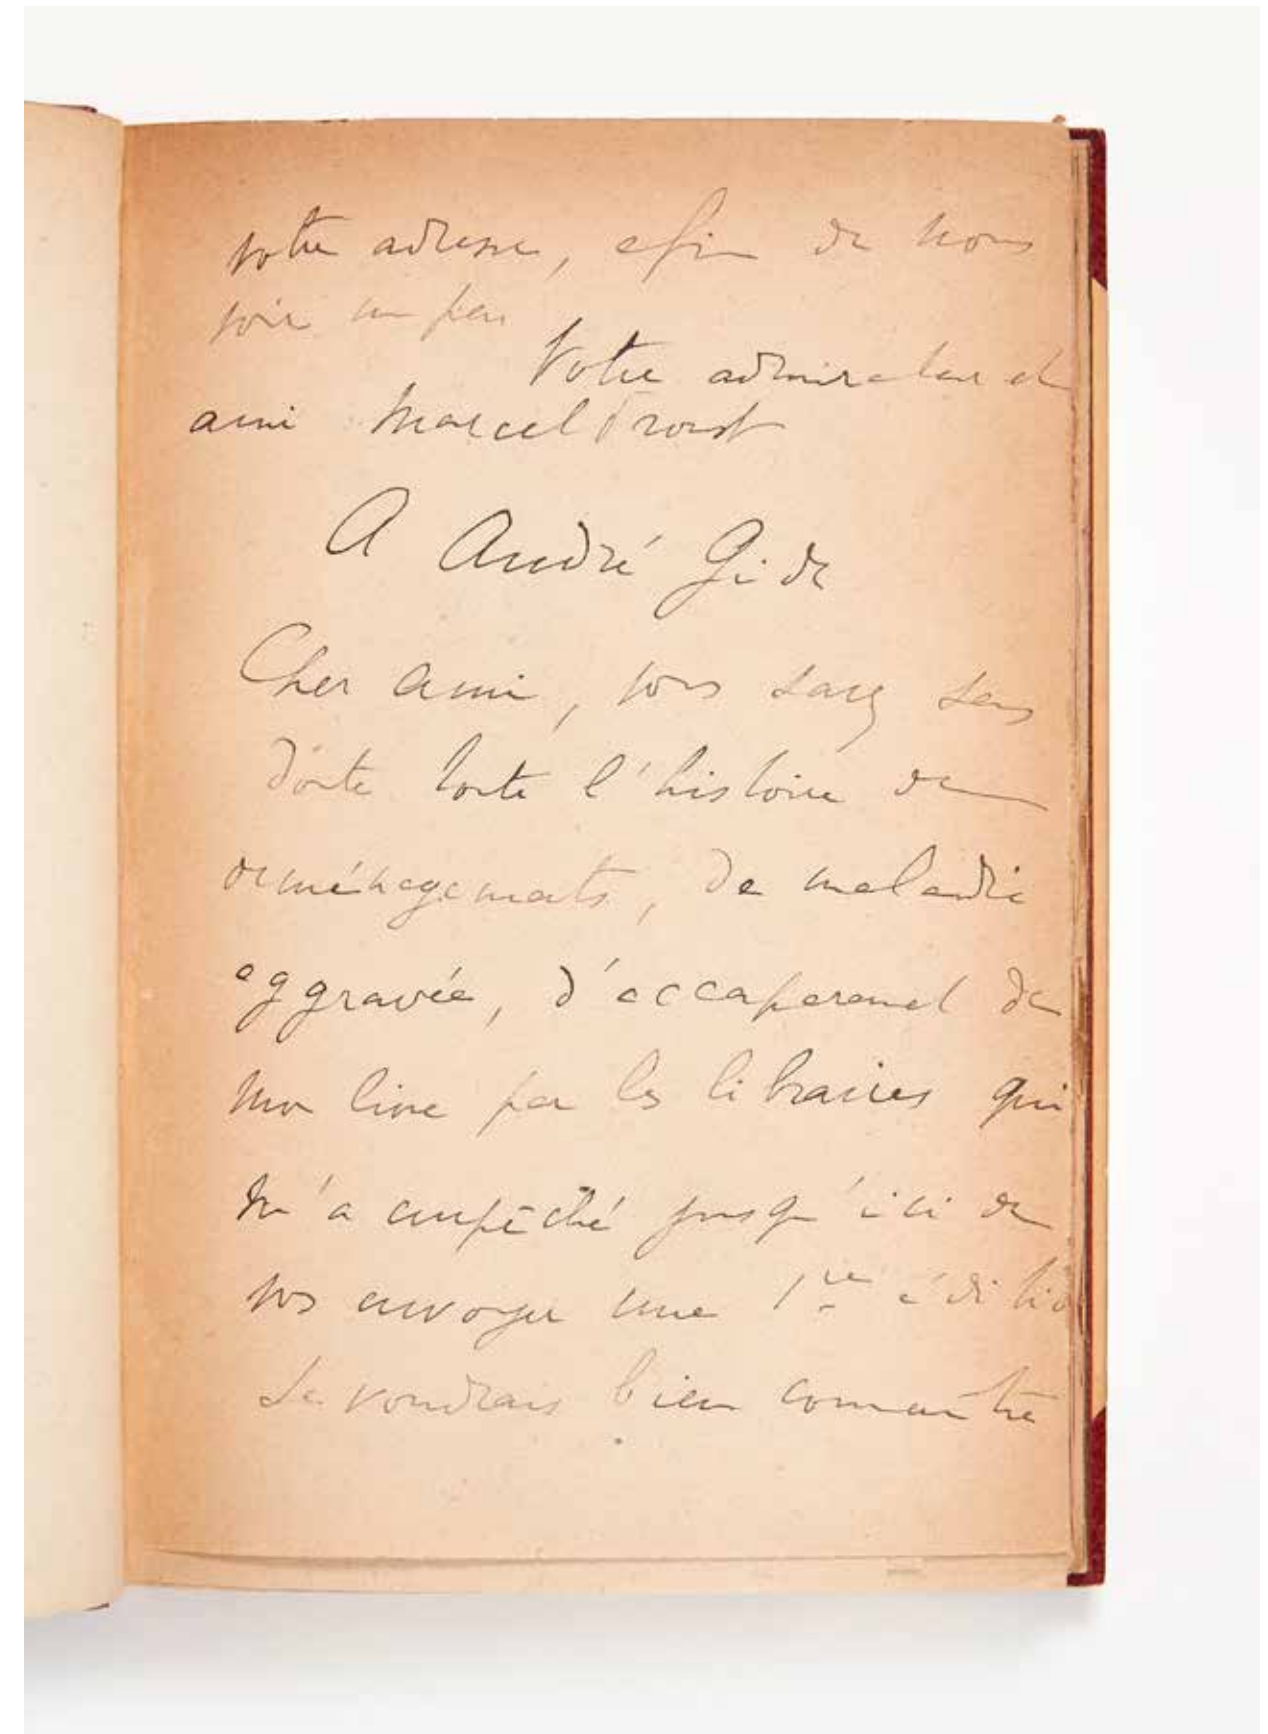 votre adresse, afin de nous
voir un peu
Votre admirateur et
ami Marcel Proust
A André Gide
Cher ami, vous savez sans
doute toute l'histoire de
déménagements, de maladie
aggravée, d'accaparement de
mon livre par les libraires qui
m'a empêché jusqu'ici de
vous envoyer une 1re édition
Je voudrais bien connaître